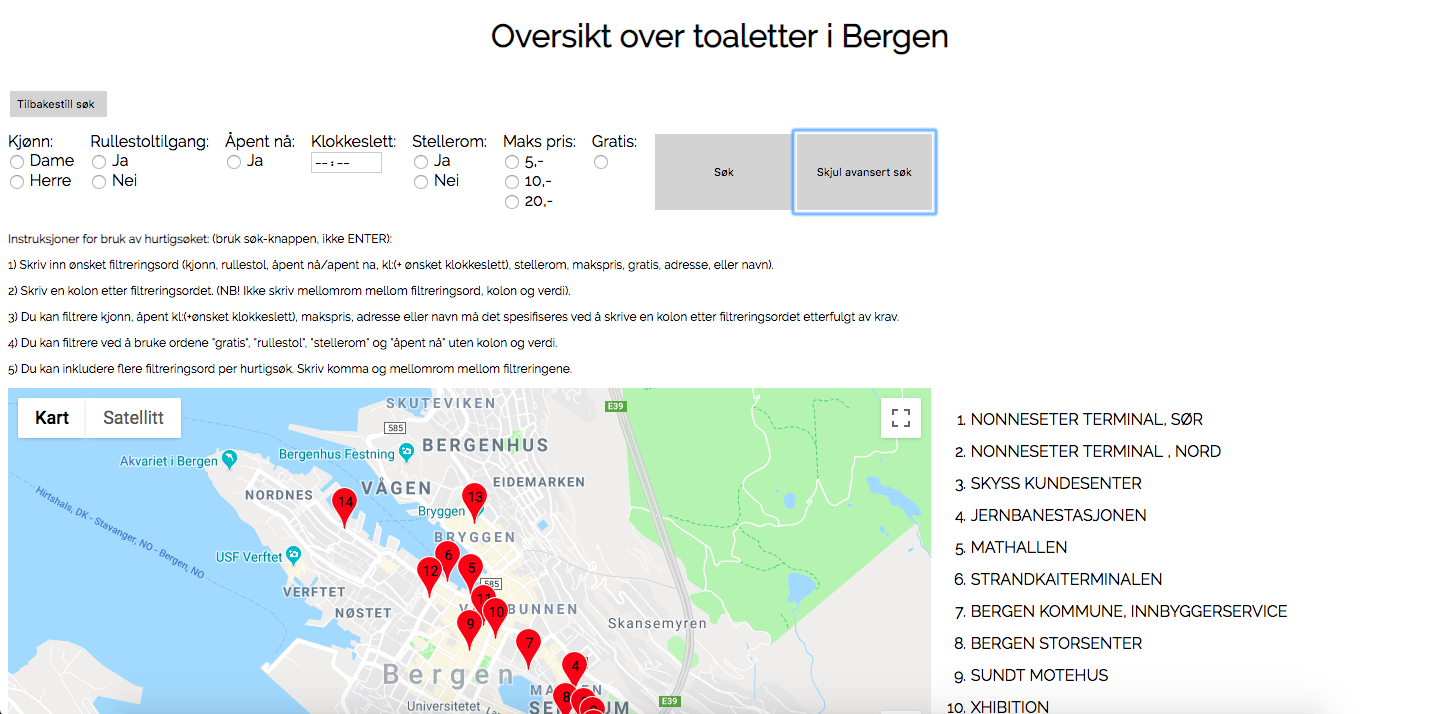 Oversikt over toaletter i Bergen
Tilbakestill søk
Kjønn: Rullestoltilgang: Åpent nå: Klokkeslett: Stellerom: Maks pris: Gratis:
Dame Ja Ja --:-- Ja 5,-
Herre Nei Nei 10,-
20,-
Søk Skjul avansert søk
Instruksjoner for bruk av hurtigsøket: (bruk søk-knappen, ikke ENTER):
1) Skriv inn ønsket filtreringsord (kjonn, rullestol, åpent nå/apent na, kl:(+ ønsket klokkeslett), stellerom, makspris, gratis, adresse, eller navn).
2) Skriv en kolon etter filtreringsordet. (NB! Ikke skriv mellomrom mellom filtreringsord, kolon og verdi).
3) Du kan filtrere kjonn, åpent kl:(+ønsket klokkeslett), makspris, adresse eller navn må det spesifiseres ved å skrive en kolon etter filtreringsordet etterfulgt av krav.
4) Du kan filtrere ved å bruke ordene "gratis", "rullestol", "stellerom" og "åpent nå" uten kolon og verdi.
5) Du kan inkludere flere filtreringsord per hurtigsøk. Skriv komma og mellomrom mellom filtreringene.
Kart Satellitt
SKUTEVIKEN
E39
585
BERGENHUS
Bergenhus Festning
Akvariet i Bergen
EIDEMARKEN
VÅGEN
NORDNES
14
13
Bryggen
Hirtshals, DK - Stavanger, NO - Bergen, NO
BRYGGEN
USF Verftet
6
5
12
585
VERFTET
11
10
BUNNEN
NØSTET
9
Skansemyren
7
4
Bergen
8
E39
Universitetet
1. NONNESETER TERMINAL, SØR
2. NONNESETER TERMINAL , NORD
3. SKYSS KUNDESENTER
4. JERNBANESTASJONEN
5. MATHALLEN
6. STRANDKAITERMINALEN
7. BERGEN KOMMUNE, INNBYGGERSERVICE
8. BERGEN STORSENTER
9. SUNDT MOTEHUS
10. XHIBITION